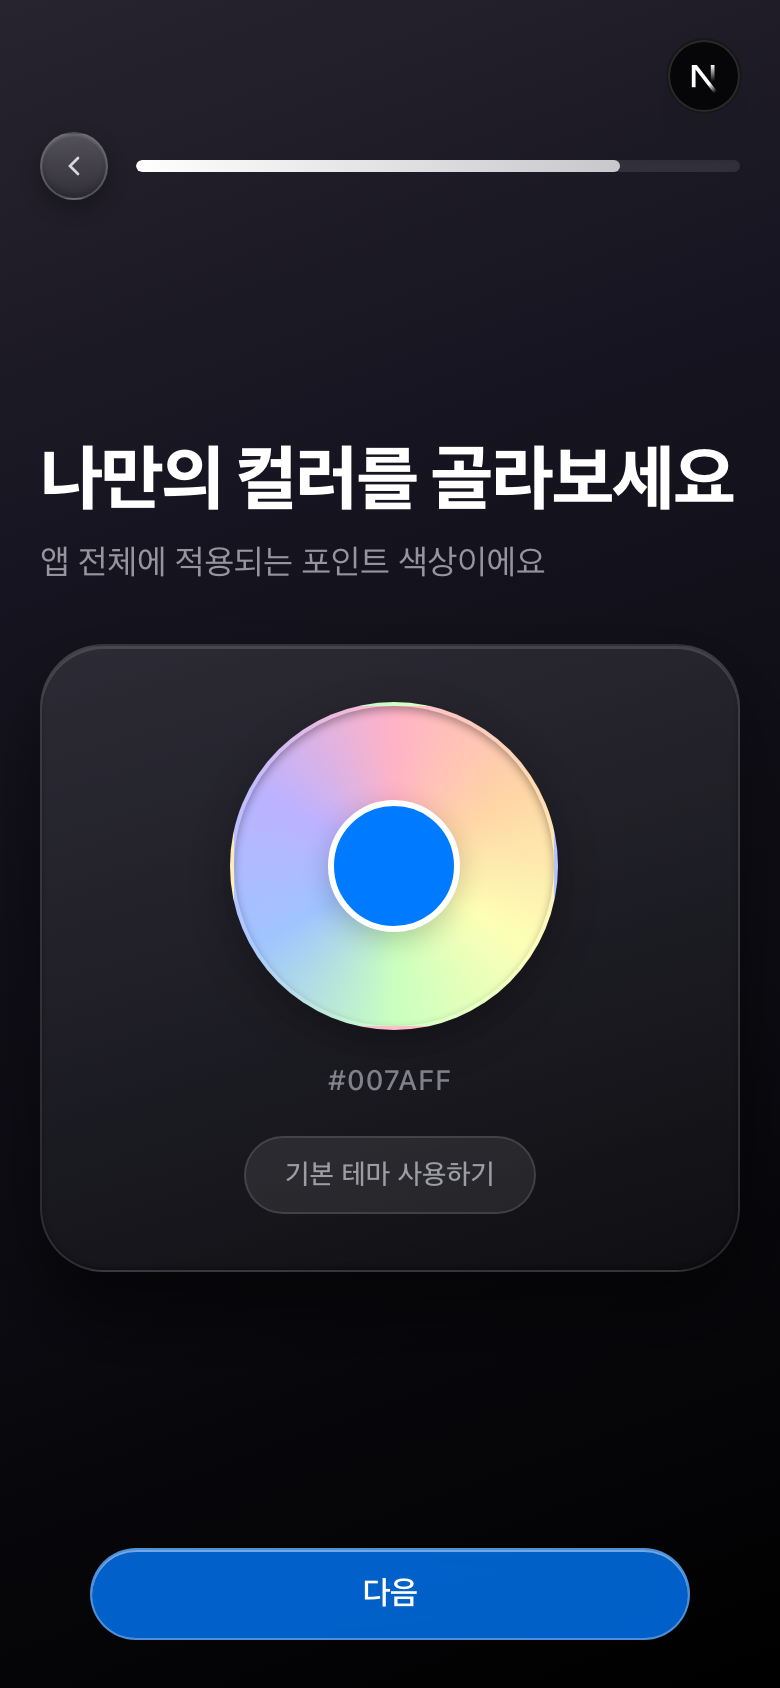 N
나만의 컬러를 골라보세요
앱 전체에 적용되는 포인트 색상이에요
#007AFF
기본 테마 사용하기
다음